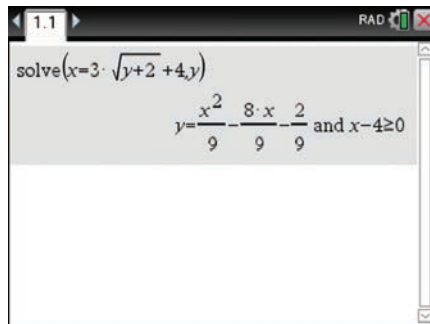 1.1 RAD
solve(x=3·√(y+2)+4,y)
y=x²/9-8·x/9-2/9 and x-4≥0